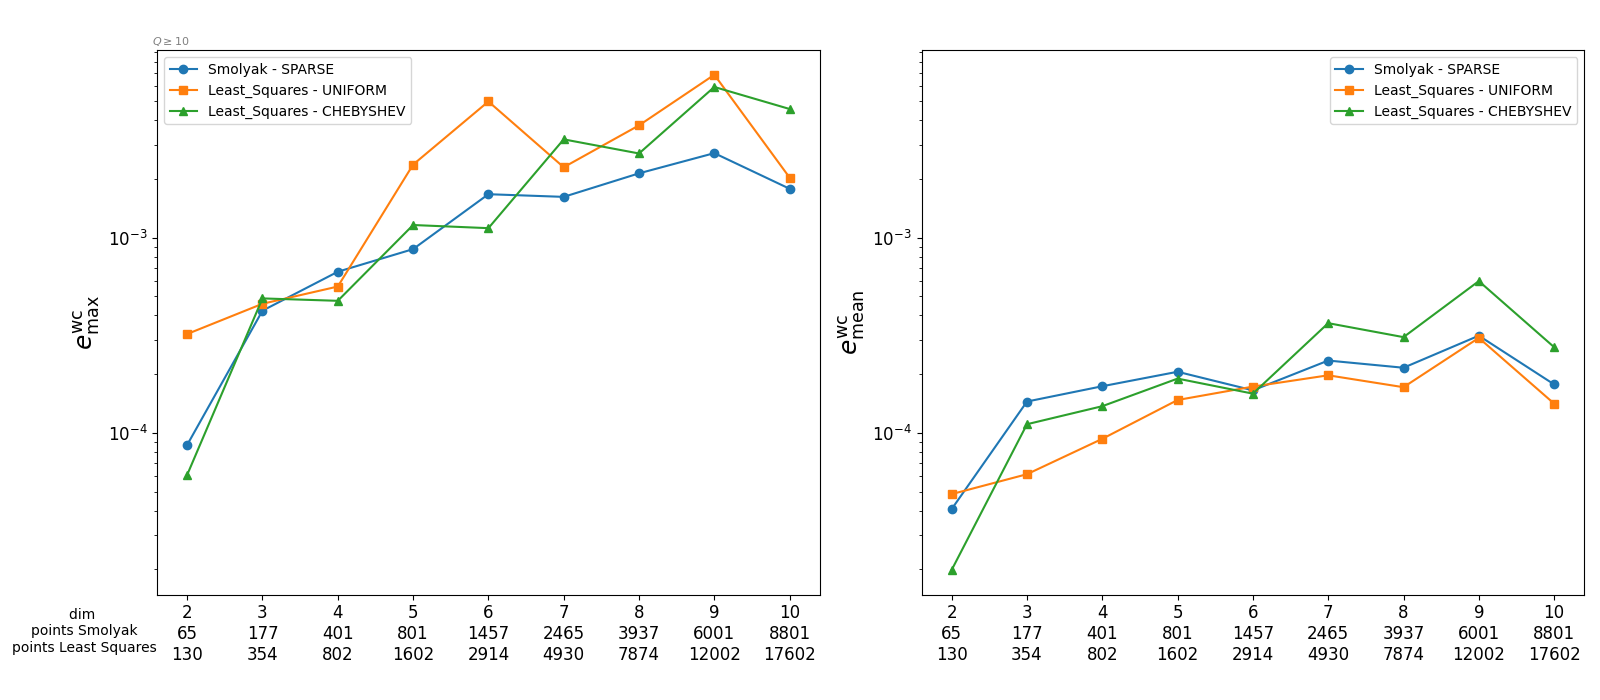 Q ≥ 10
Smolyak - SPARSE
Least_Squares - UNIFORM
Least_Squares - CHEBYSHEV
10⁻³
10⁻⁴
e^wc_max
dim
points Smolyak
points Least Squares
2 3 4 5 6 7 8 9 10
65 177 401 801 1457 2465 3937 6001 8801
130 354 802 1602 2914 4930 7874 12002 17602
Smolyak - SPARSE
Least_Squares - UNIFORM
Least_Squares - CHEBYSHEV
10⁻³
10⁻⁴
e^wc_mean
2 3 4 5 6 7 8 9 10
65 177 401 801 1457 2465 3937 6001 8801
130 354 802 1602 2914 4930 7874 12002 17602